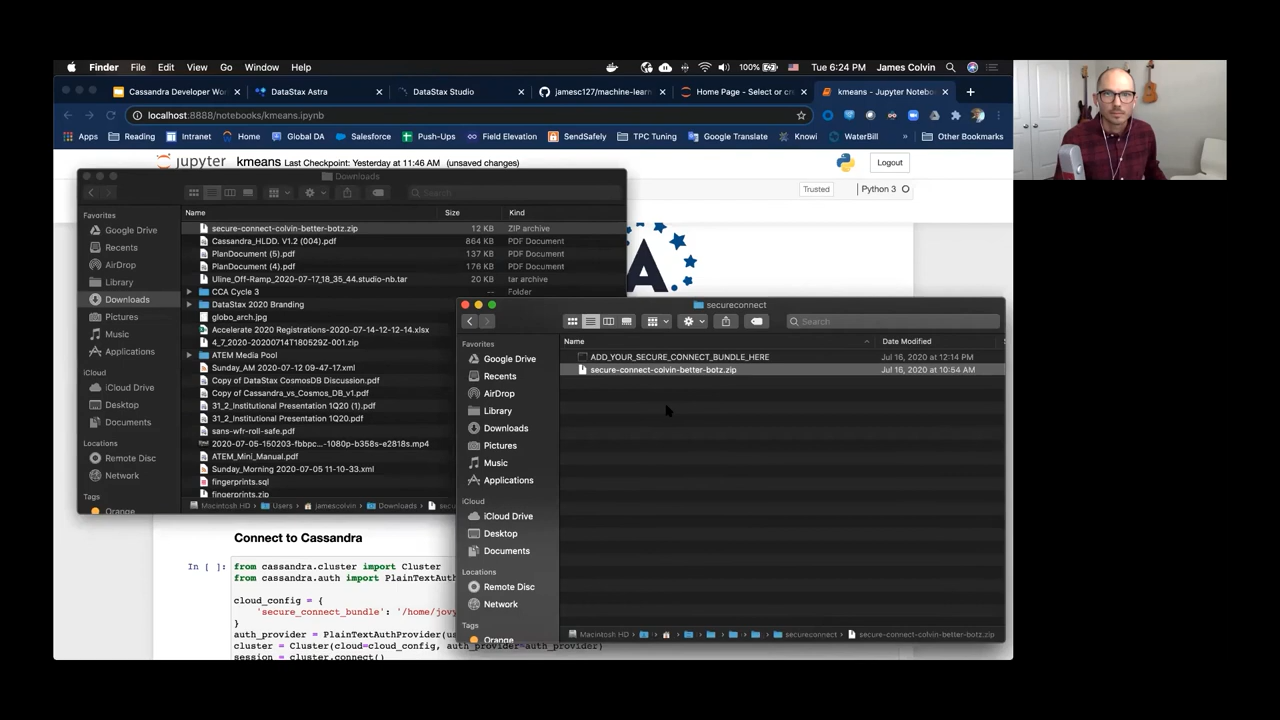 Finder File Edit View Go Window Help 100% Tue 6:24 PM James Colvin
Cassandra Developer Wor DataStax Astra DataStax Studio jamesc127/machine-learn Home Page - Select or cre kmeans - Jupyter Notebo
localhost:8888/notebooks/kmeans.ipynb
Apps Reading Intranet Home Global DA Salesforce Push-Ups Field Elevation SendSafely TPC Tuning Google Translate Knowi WaterBill » Other Bookmarks
jupyter kmeans Last Checkpoint: Yesterday at 11:46 AM (unsaved changes) Logout
Trusted Python 3
Downloads
Search
Favorites
Google Drive
Recents
AirDrop
Library
Downloads
Pictures
Music
Applications
iCloud
iCloud Drive
Desktop
Documents
Locations
Remote Disc
Network
Tags
Orange
Name Size Kind
secure-connect-colvin-better-botz.zip 12 KB ZIP archive
Cassandra_HLDD. V1.2 (004).pdf 864 KB PDF Document
PlanDocument (5).pdf 137 KB PDF Document
PlanDocument (4).pdf 176 KB PDF Document
Uline_Off-Ramp_2020-07-17_18_35_44.studio-nb.tar 20 KB tar archive
CCA Cycle 3 -- Folder
DataStax 2020 Branding
globo_arch.jpg
Accelerate 2020 Registrations-2020-07-14-12-12-14.xlsx
4_7_2020-20200714T180529Z-001.zip
ATEM Media Pool
Sunday_AM 2020-07-12 09-47-17.xml
Copy of DataStax CosmosDB Discussion.pdf
Copy of Cassandra_vs_Cosmos_DB_v1.pdf
31_2_Institutional Presentation 1Q20 (1).pdf
31_2_Institutional Presentation 1Q20.pdf
sans-wfr-roll-safe.pdf
2020-07-05-150203-fbbpc...-1080p-b358s-e2818s.mp4
ATEM_Mini_Manual.pdf
Sunday_Morning 2020-07-05 11-10-33.xml
fingerprints.sql
fingerprints.zip
Macintosh HD Users jamescolvin Downloads
A
secureconnect
Search
Favorites
Google Drive
Recents
AirDrop
Library
Downloads
Pictures
Music
Applications
iCloud
iCloud Drive
Desktop
Documents
Locations
Remote Disc
Network
Tags
Orange
Name Date Modified
ADD_YOUR_SECURE_CONNECT_BUNDLE_HERE Jul 16, 2020 at 12:14 PM
secure-connect-colvin-better-botz.zip Jul 16, 2020 at 10:54 AM
Macintosh HD secureconnect secure-connect-colvin-better-botz.zip
Connect to Cassandra
In [ ]: from cassandra.cluster import Cluster
from cassandra.auth import PlainTextAuth
cloud_config = {
'secure_connect_bundle': '/home/jovy
}
auth_provider = PlainTextAuthProvider(us
cluster = Cluster(cloud=cloud_config, auth_provider=auth_provider)
session = cluster.connect()